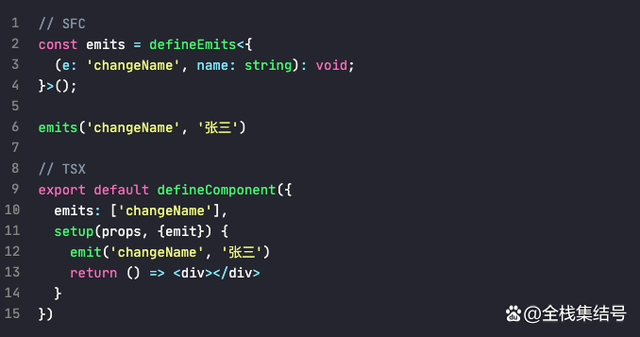 1 // SFC
2 const emits = defineEmits<{
3   (e: 'changeName', name: string): void;
4 }>();
5
6 emits('changeName', '张三')
7
8 // TSX
9 export default defineComponent({
10   emits: ['changeName'],
11   setup(props, {emit}) {
12     emit('changeName', '张三')
13     return () => <div></div>
14   }
15 })
@全栈集结号